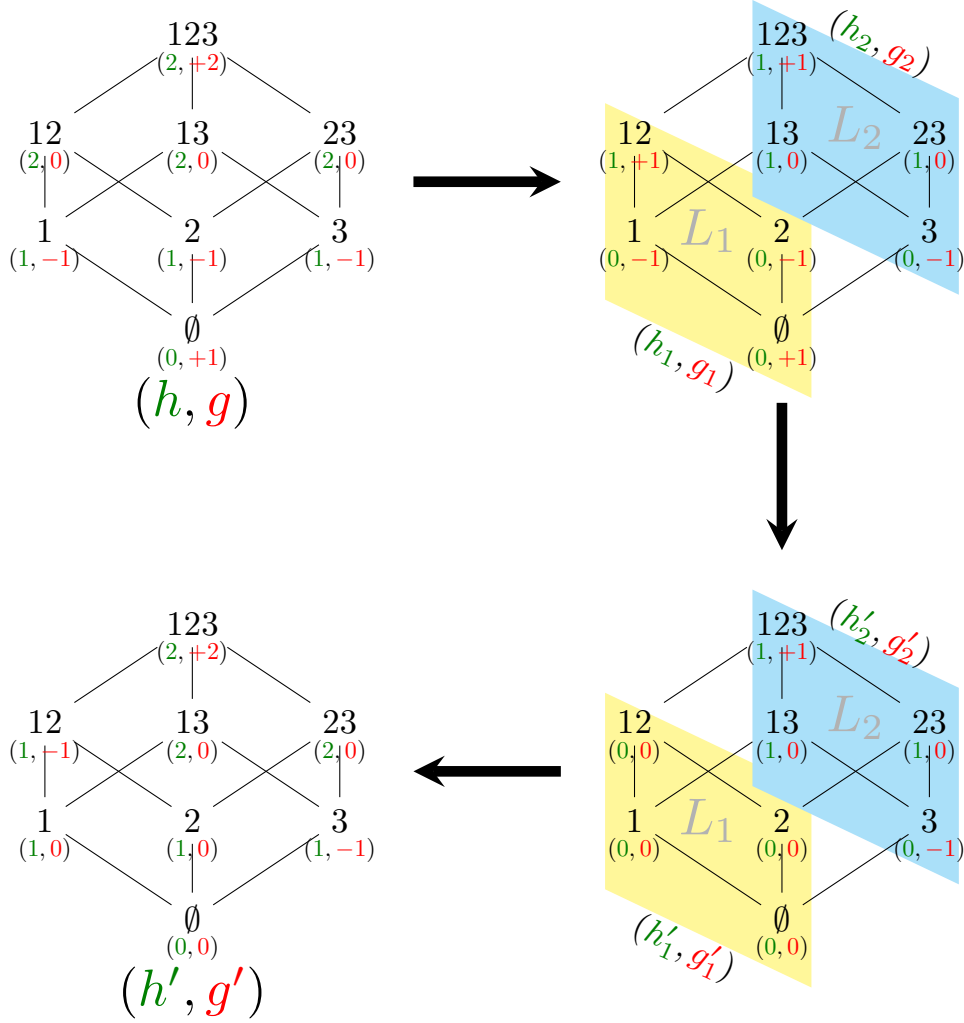 123
(2, +2)
12 13 23
(2, 0) (2, 0) (2, 0)
1 2 3
(1, −1) (1, −1) (1, −1)
∅
(0, +1)
(h, g)
(h₂, g₂)
123
(1, +1)
L₂
12 13 23
(1, +1) (1, 0) (1, 0)
L₁
1 2 3
(0, −1) (0, −1) (0, −1)
∅
(0, +1)
(h₁, g₁)
123
(2, +2)
12 13 23
(1, −1) (2, 0) (2, 0)
1 2 3
(1, 0) (1, 0) (1, −1)
∅
(0, 0)
(h′, g′)
(h′₂, g′₂)
123
(1, +1)
L₂
12 13 23
(0, 0) (1, 0) (1, 0)
L₁
1 2 3
(0, 0) (0, 0) (0, −1)
∅
(0, 0)
(h′₁, g′₁)